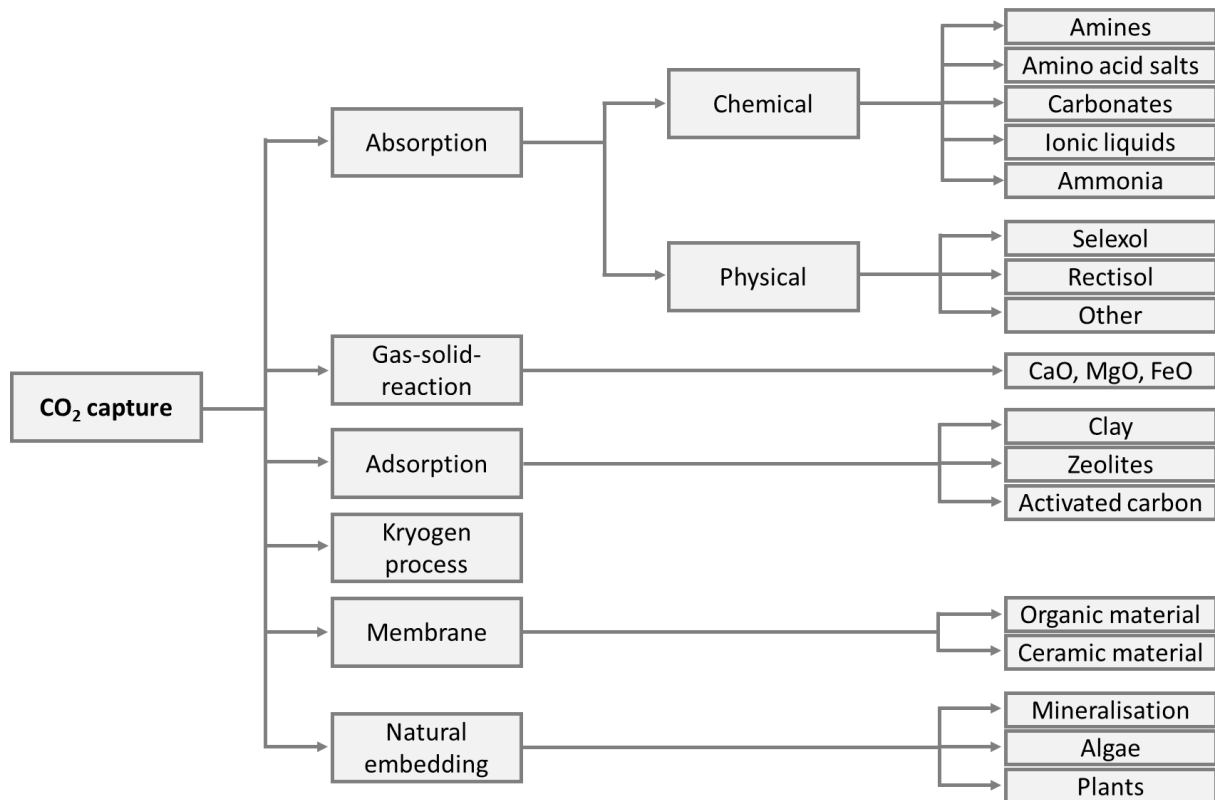 CO₂ capture
Absorption
Chemical
Amines
Amino acid salts
Carbonates
Ionic liquids
Ammonia
Physical
Selexol
Rectisol
Other
Gas-solid-
reaction
CaO, MgO, FeO
Adsorption
Clay
Zeolites
Activated carbon
Kryogen
process
Membrane
Organic material
Ceramic material
Natural
embedding
Mineralisation
Algae
Plants